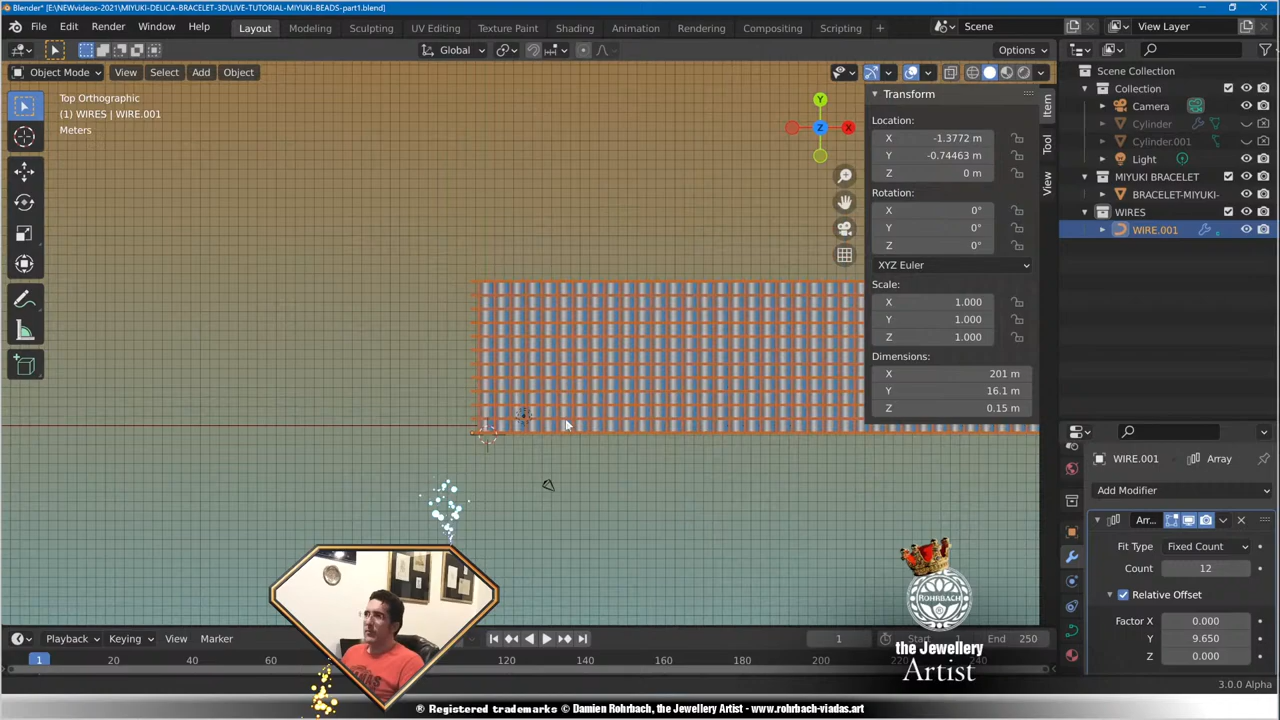 Blender* [E:\NEWvideos-2021\MIYUKI-DELICA-BRACELET-3D\LIVE-TUTORIAL-MIYUKI-BEADS-part1.blend]
File Edit Render Window Help
Layout Modeling Sculpting UV Editing Texture Paint Shading Animation Rendering Compositing Scripting +
Scene
View Layer
Global
Options
Object Mode View Select Add Object
Top Orthographic
(1) WIRES | WIRE.001
Meters
Y
Z
X
Transform
Location:
X -1.3772 m
Y -0.74463 m
Z 0 m
Rotation:
X 0°
Y 0°
Z 0°
XYZ Euler
Scale:
X 1.000
Y 1.000
Z 1.000
Dimensions:
X 201 m
Y 16.1 m
Z 0.15 m
Item
Tool
View
Scene Collection
Collection
Camera
Cylinder
Cylinder.001
Light
MIYUKI BRACELET
BRACELET-MIYUKI-
WIRES
WIRE.001
WIRE.001 Array
Add Modifier
Arr...
Fit Type Fixed Count
Count 12
Relative Offset
Factor X 0.000
Y 9.650
Z 0.000
Playback Keying View Marker
1 Start End 250
1 20 40 60 120 140 160 180 200 220 240
3.0.0 Alpha
ROHRBACH
the Jewellery
Artist
® Registered trademarks © Damien Rohrbach, the Jewellery Artist - www.rohrbach-viadas.art